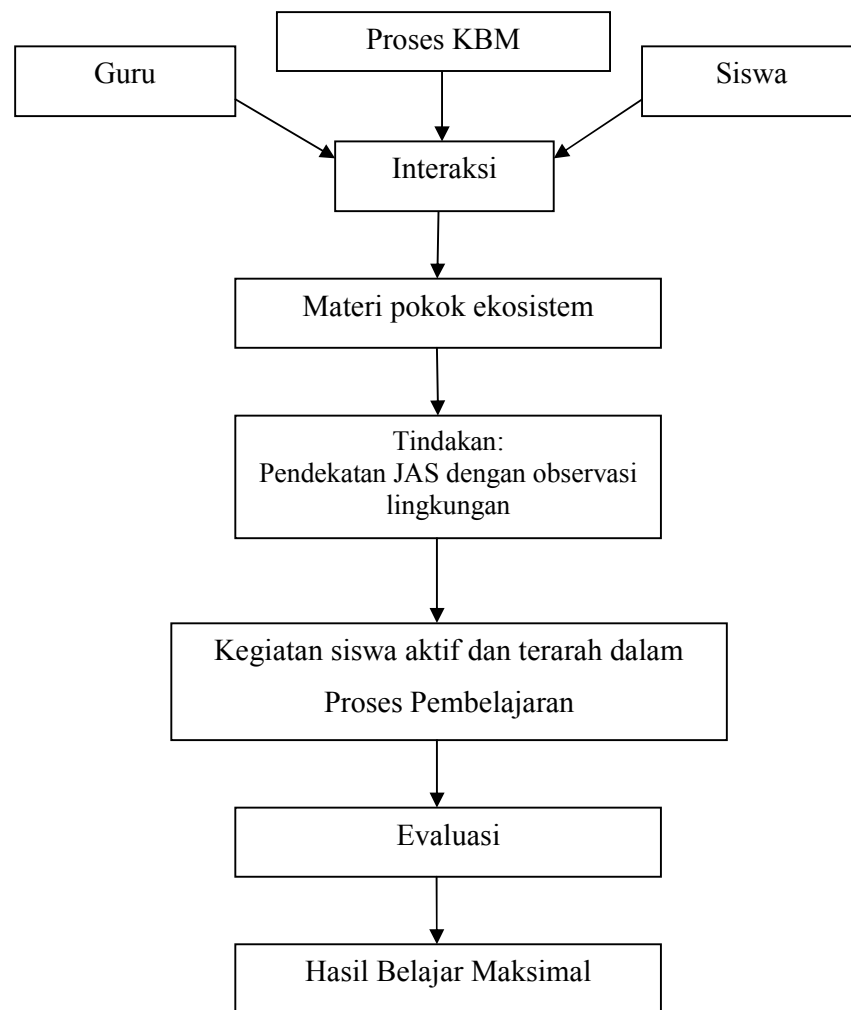 Proses KBM
Guru
Siswa
Interaksi
Materi pokok ekosistem
Tindakan:
Pendekatan JAS dengan observasi
lingkungan
Kegiatan siswa aktif dan terarah dalam
Proses Pembelajaran
Evaluasi
Hasil Belajar Maksimal